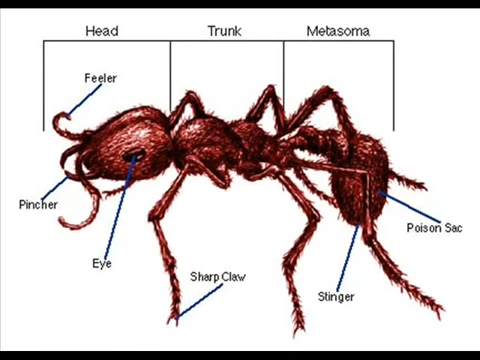 Head
Trunk
Metasoma
Feeler
Pincher
Eye
Sharp Claw
Stinger
Poison Sac